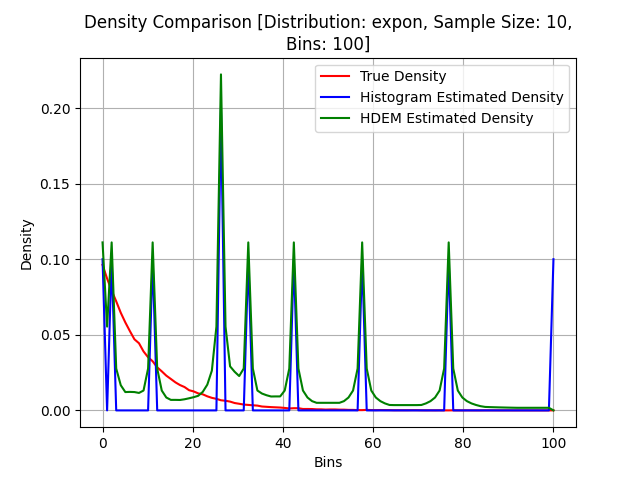 Density Comparison [Distribution: expon, Sample Size: 10,
Bins: 100]
True Density
Histogram Estimated Density
HDEM Estimated Density
Density
0.20
0.15
0.10
0.05
0.00
0 20 40 60 80 100
Bins